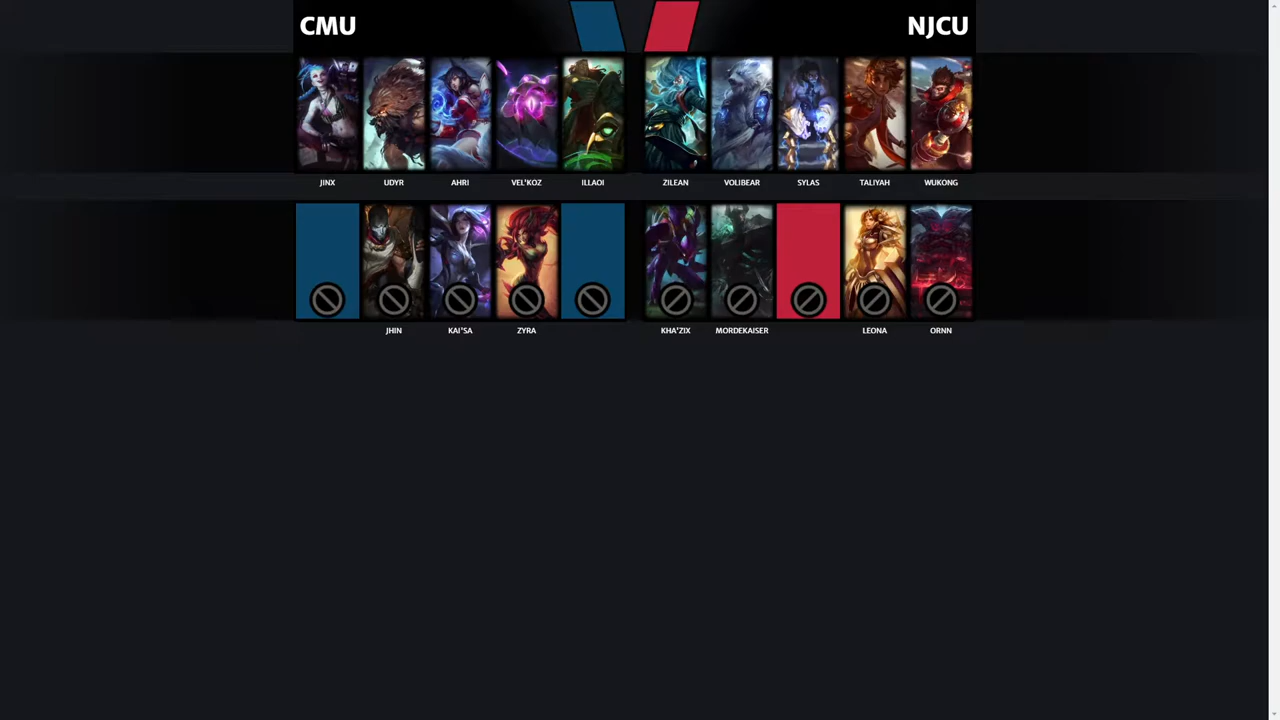 CMU NJCU
JINX UDYR AHRI VEL'KOZ ILLAOI ZILEAN VOLIBEAR SYLAS TALIYAH WUKONG
JHIN KAI'SA ZYRA KHA'ZIX MORDEKAISER LEONA ORNN